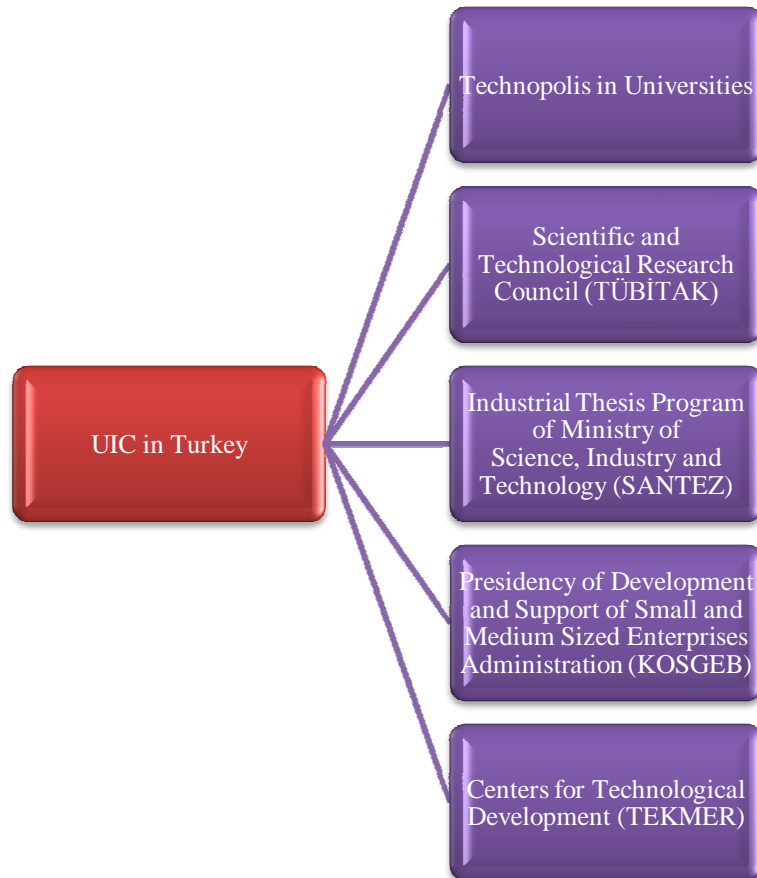 Technopolis in Universities
Scientific and
Technological Research
Council (TÜBİTAK)
UIC in Turkey
Industrial Thesis Program
of Ministry of
Science, Industry and
Technology (SANTEZ)
Presidency of Development
and Support of Small and
Medium Sized Enterprises
Administration (KOSGEB)
Centers for Technological
Development (TEKMER)